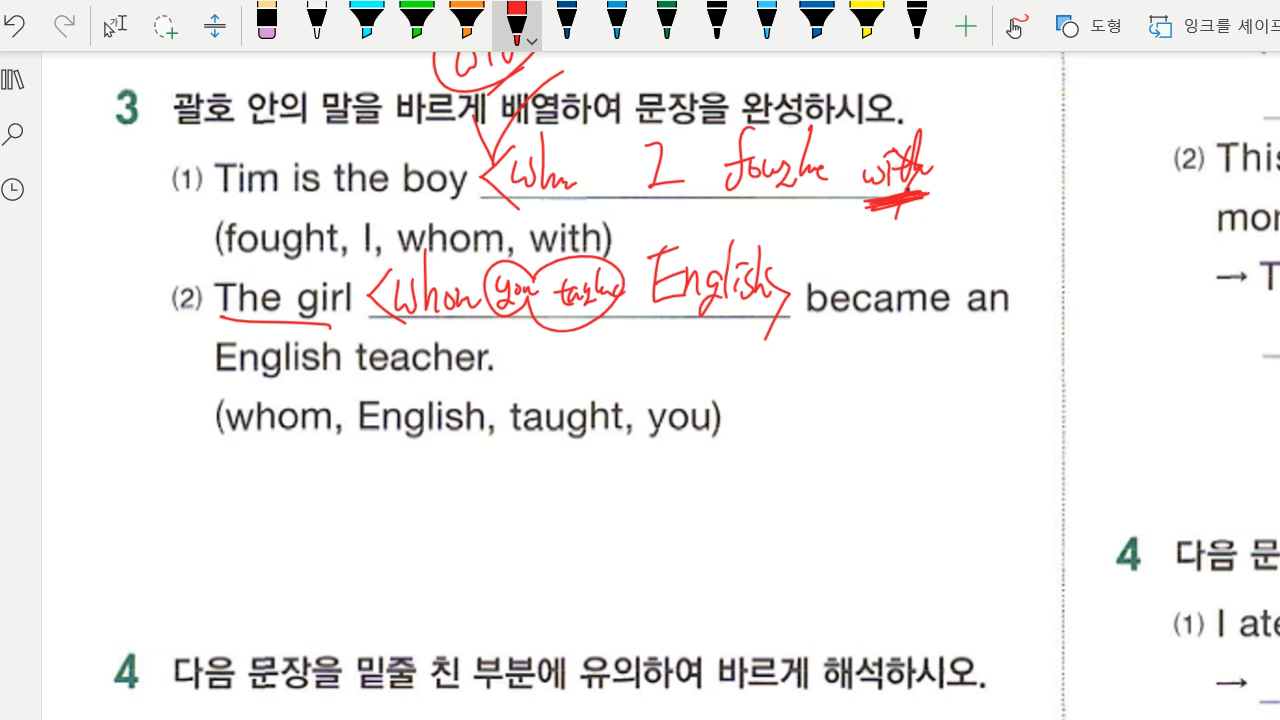 도형
잉크를 셰이프
with
3 괄호 안의 말을 바르게 배열하여 문장을 완성하시오.
(1) Tim is the boy <whom I fought with
(fought, I, whom, with)
(2) The girl <whom you taught English> became an
English teacher.
(whom, English, taught, you)
4 다음 문장을 밑줄 친 부분에 유의하여 바르게 해석하시오.
(2) This
mor
→ T
4 다음 문
(1) I ate
→